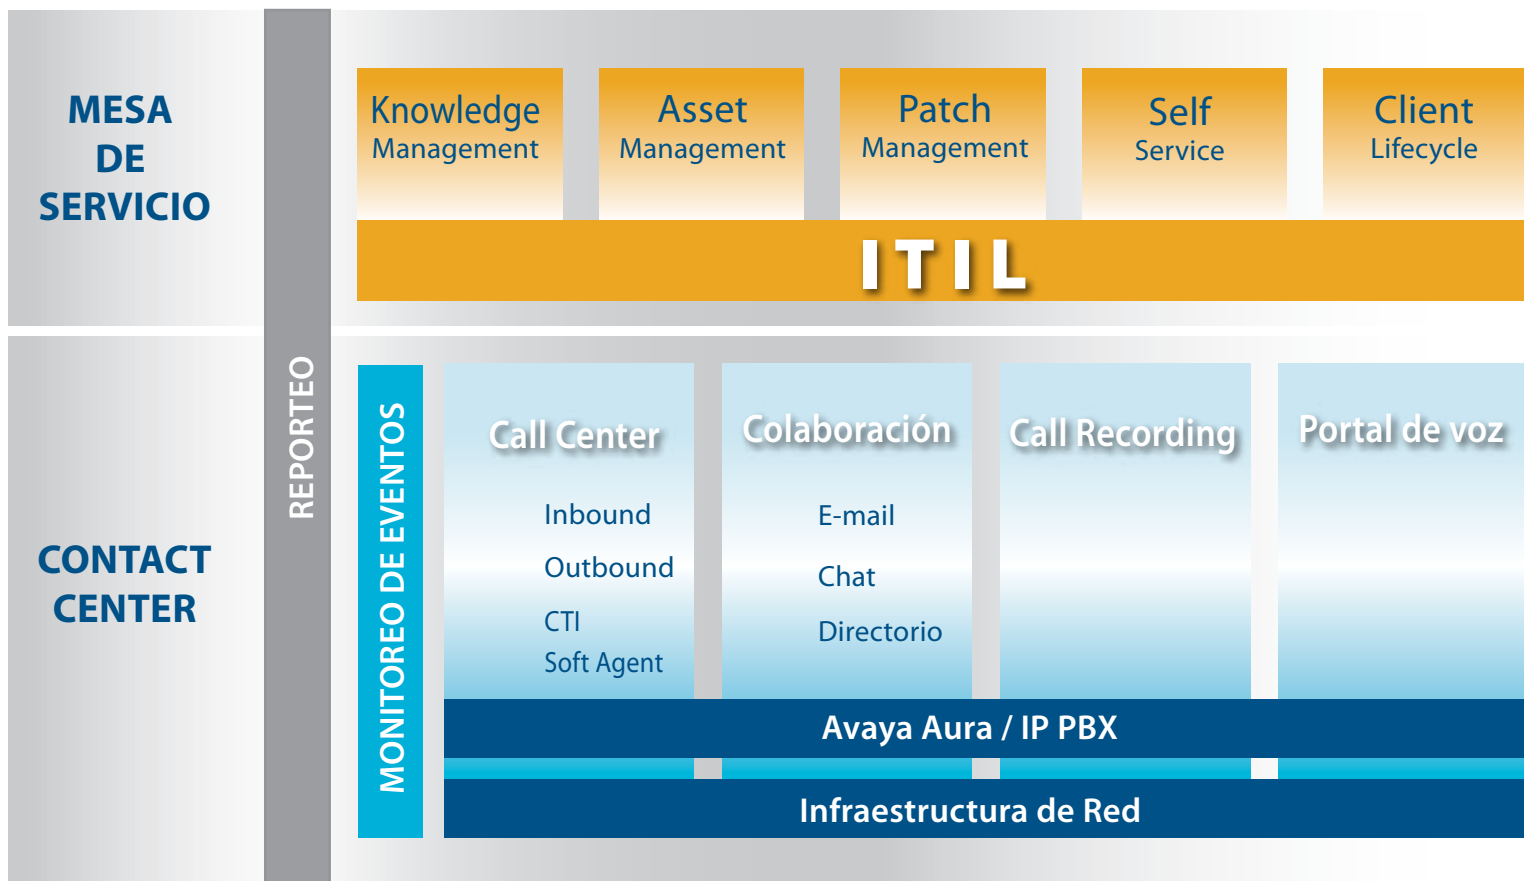 MESA
DE
SERVICIO
Knowledge
Management
Asset
Management
Patch
Management
Self
Service
Client
Lifecycle
ITIL
REPORTEO
CONTACT
CENTER
MONITOREO DE EVENTOS
Call Center
Inbound
Outbound
CTI
Soft Agent
Colaboración
E-mail
Chat
Directorio
Call Recording
Portal de voz
Avaya Aura / IP PBX
Infraestructura de Red